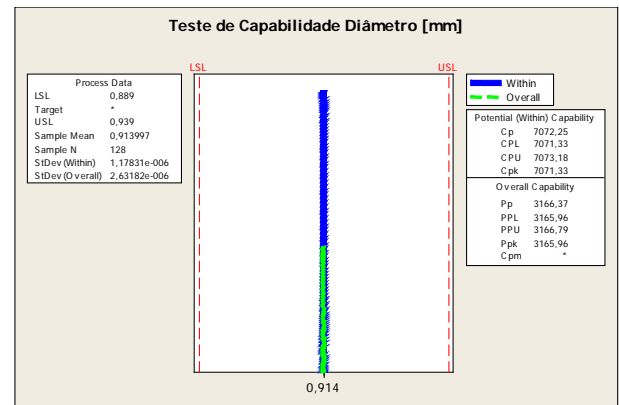 Teste de Capabilidade Diâmetro [mm]
LSL
USL
Process Data
LSL 0,889
Target *
USL 0,939
Sample Mean 0,913997
Sample N 128
StDev(Within) 1,17831e-006
StDev(Overall) 2,63182e-006
Within
Overall
Potential (Within) Capability
Cp 7072,25
CPL 7071,33
CPU 7073,18
Cpk 7071,33
Overall Capability
Pp 3166,37
PPL 3165,96
PPU 3166,79
Ppk 3165,96
Cpm *
0,914